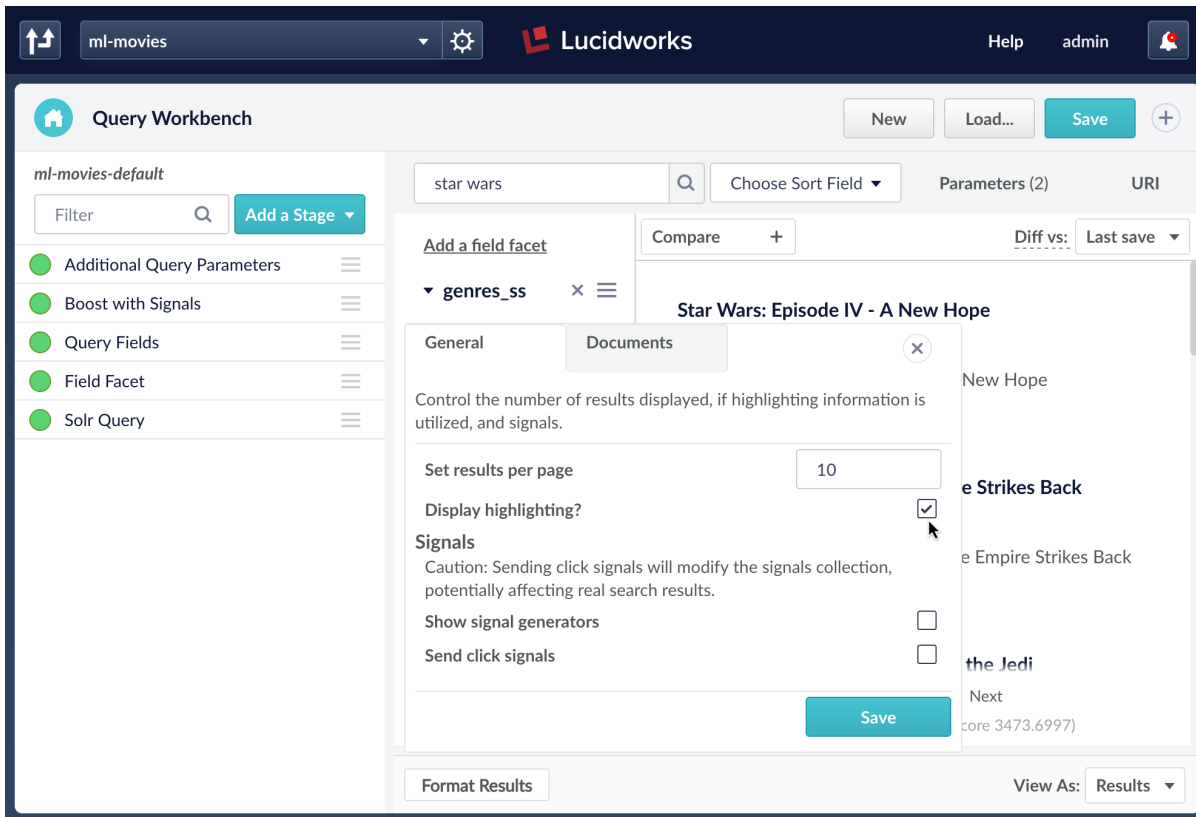 ml-movies
Lucidworks
Help
admin
Query Workbench
New
Load...
Save
ml-movies-default
Filter
Add a Stage
Additional Query Parameters
Boost with Signals
Query Fields
Field Facet
Solr Query
star wars
Choose Sort Field
Parameters (2)
URI
Add a field facet
genres_ss
Compare +
Diff vs:
Last save
Star Wars: Episode IV - A New Hope
New Hope
e Strikes Back
e Empire Strikes Back
the Jedi
Next
core 3473.6997)
General
Documents
Control the number of results displayed, if highlighting information is
utilized, and signals.
Set results per page
10
Display highlighting?
Signals
Caution: Sending click signals will modify the signals collection,
potentially affecting real search results.
Show signal generators
Send click signals
Save
Format Results
View As:
Results